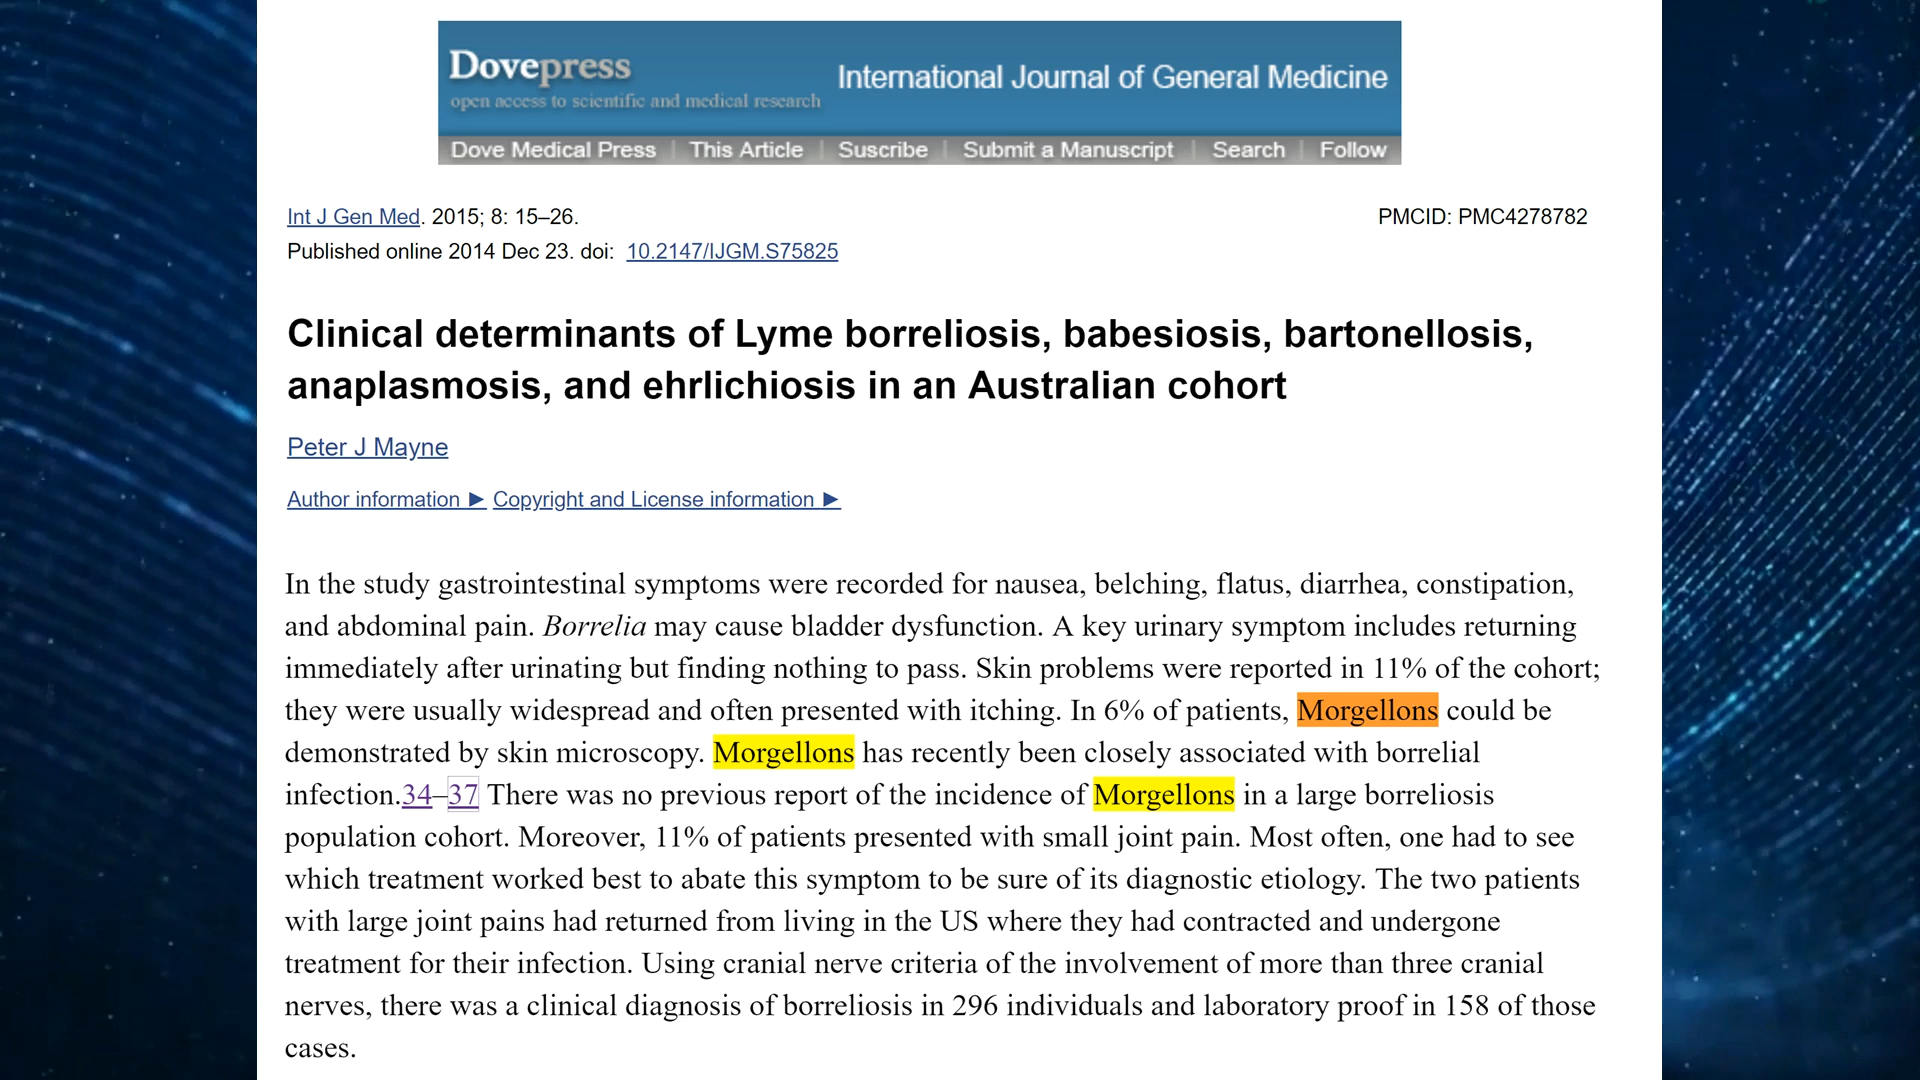 Dovepress
open access to scientific and medical research
International Journal of General Medicine
Dove Medical Press | This Article | Suscribe | Submit a Manuscript | Search | Follow
Int J Gen Med. 2015; 8: 15–26.
PMCID: PMC4278782
Published online 2014 Dec 23. doi: 10.2147/IJGM.S75825
Clinical determinants of Lyme borreliosis, babesiosis, bartonellosis,
anaplasmosis, and ehrlichiosis in an Australian cohort
Peter J Mayne
Author information ► Copyright and License information ►
In the study gastrointestinal symptoms were recorded for nausea, belching, flatus, diarrhea, constipation,
and abdominal pain. Borrelia may cause bladder dysfunction. A key urinary symptom includes returning
immediately after urinating but finding nothing to pass. Skin problems were reported in 11% of the cohort;
they were usually widespread and often presented with itching. In 6% of patients, Morgellons could be
demonstrated by skin microscopy. Morgellons has recently been closely associated with borrelial
infection.34–37 There was no previous report of the incidence of Morgellons in a large borreliosis
population cohort. Moreover, 11% of patients presented with small joint pain. Most often, one had to see
which treatment worked best to abate this symptom to be sure of its diagnostic etiology. The two patients
with large joint pains had returned from living in the US where they had contracted and undergone
treatment for their infection. Using cranial nerve criteria of the involvement of more than three cranial
nerves, there was a clinical diagnosis of borreliosis in 296 individuals and laboratory proof in 158 of those
cases.